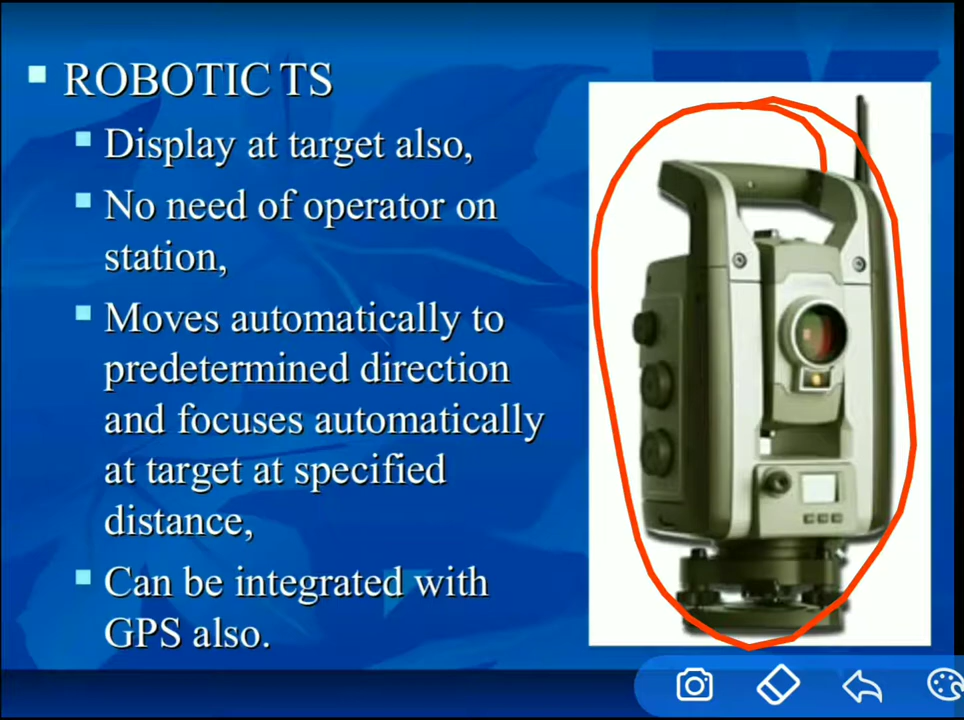 ROBOTIC TS
Display at target also,
No need of operator on
station,
Moves automatically to
predetermined direction
and focuses automatically
at target at specified
distance,
Can be integrated with
GPS also.